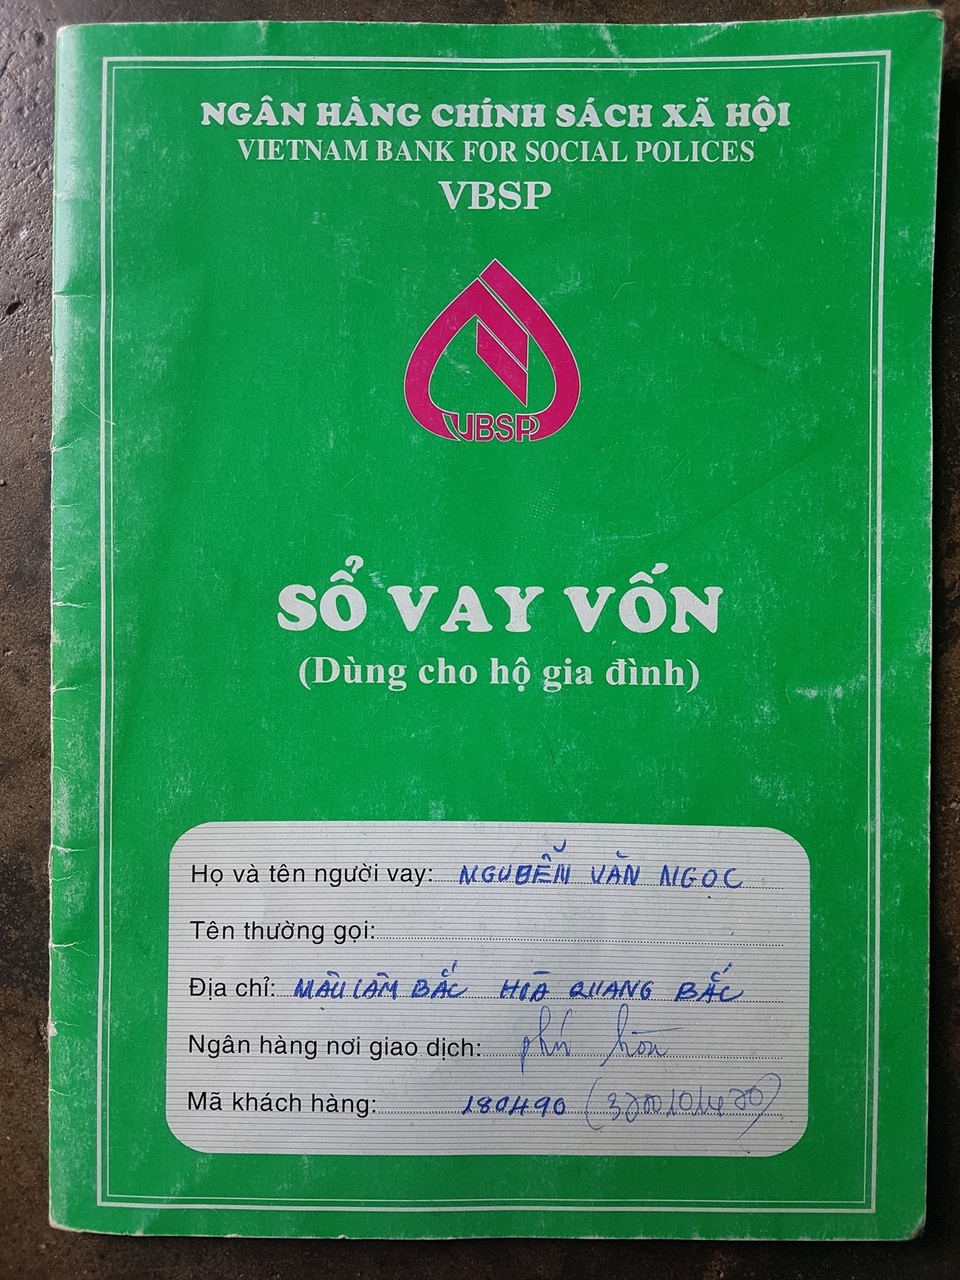 NGÂN HÀNG CHÍNH SÁCH XÃ HỘI
VIETNAM BANK FOR SOCIAL POLICES
VBSP
VBSP
SỔ VAY VỐN
(Dùng cho hộ gia đình)
Họ và tên người vay: NGUYỄN VĂN NGỌC
Tên thường gọi:
Địa chỉ: MẬU LÂM BẮC HOÀ QUANG BẮC
Ngân hàng nơi giao dịch: phú hòa
Mã khách hàng: 180490